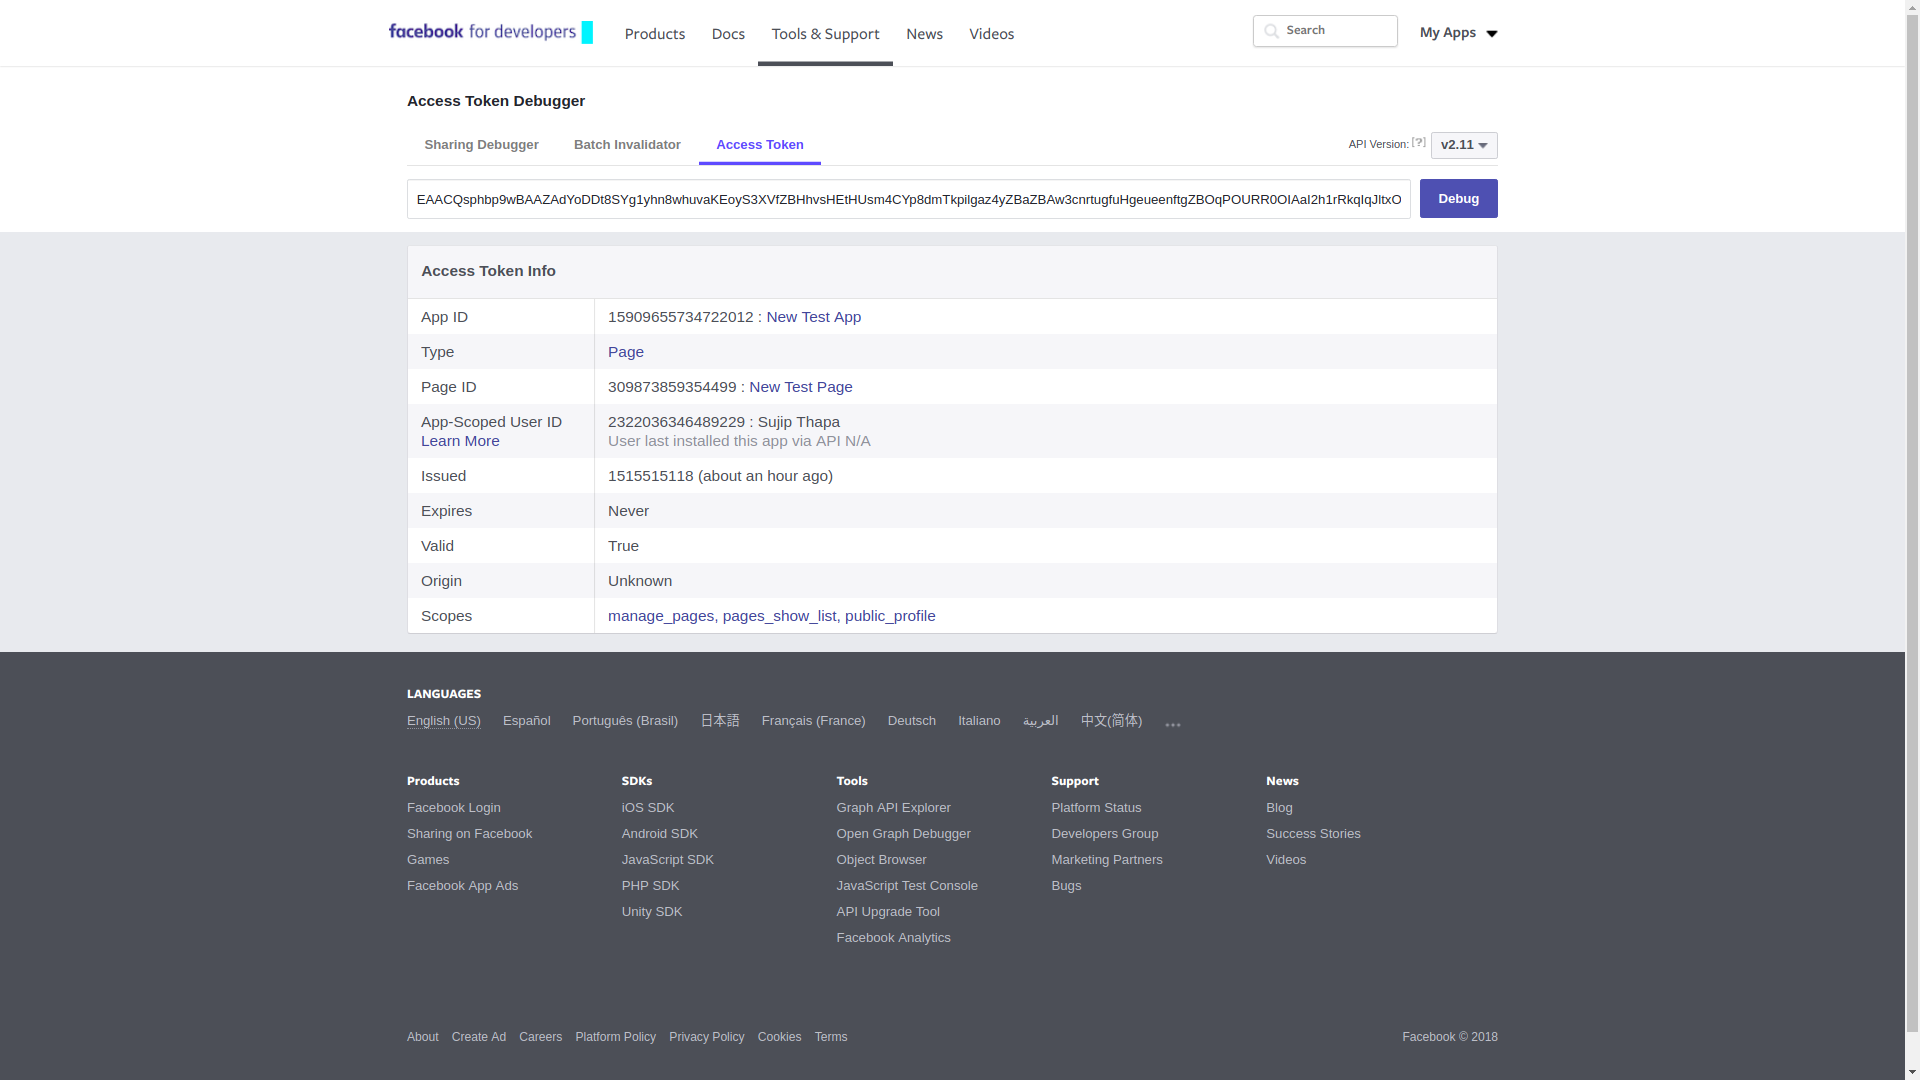 facebook for developers
Products
Docs
Tools & Support
News
Videos
Search
My Apps
Access Token Debugger
Sharing Debugger
Batch Invalidator
Access Token
API Version: [?]
v2.11
EAACQsphbp9wBAAZAdYoDDt8SYg1yhn8whuvaKEoyS3XVfZBHhvsHEtHUsm4CYp8dmTkpilgaz4yZBaZBAw3cnrtugfuHgeueenftgZBOqPOURR0OIAaI2h1rRkqIqJltxO
Debug
Access Token Info
App ID
15909655734722012 : New Test App
Type
Page
Page ID
309873859354499 : New Test Page
App-Scoped User ID
Learn More
2322036346489229 : Sujip Thapa
User last installed this app via API N/A
Issued
1515515118 (about an hour ago)
Expires
Never
Valid
True
Origin
Unknown
Scopes
manage_pages, pages_show_list, public_profile
LANGUAGES
English (US)
Español
Português (Brasil)
日本語
Français (France)
Deutsch
Italiano
العربية
中文(简体)
Products
Facebook Login
Sharing on Facebook
Games
Facebook App Ads
SDKs
iOS SDK
Android SDK
JavaScript SDK
PHP SDK
Unity SDK
Tools
Graph API Explorer
Open Graph Debugger
Object Browser
JavaScript Test Console
API Upgrade Tool
Facebook Analytics
Support
Platform Status
Developers Group
Marketing Partners
Bugs
News
Blog
Success Stories
Videos
About
Create Ad
Careers
Platform Policy
Privacy Policy
Cookies
Terms
Facebook © 2018